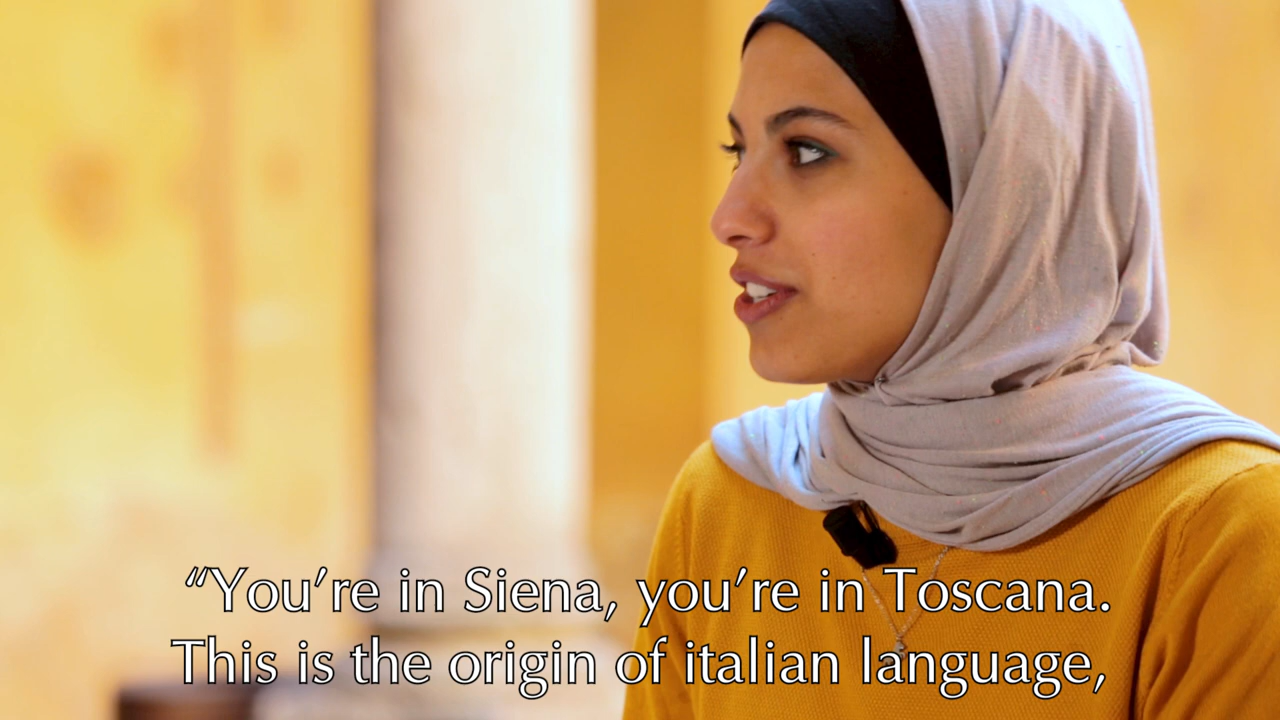 “You’re in Siena, you’re in Toscana.
This is the origin of italian language,